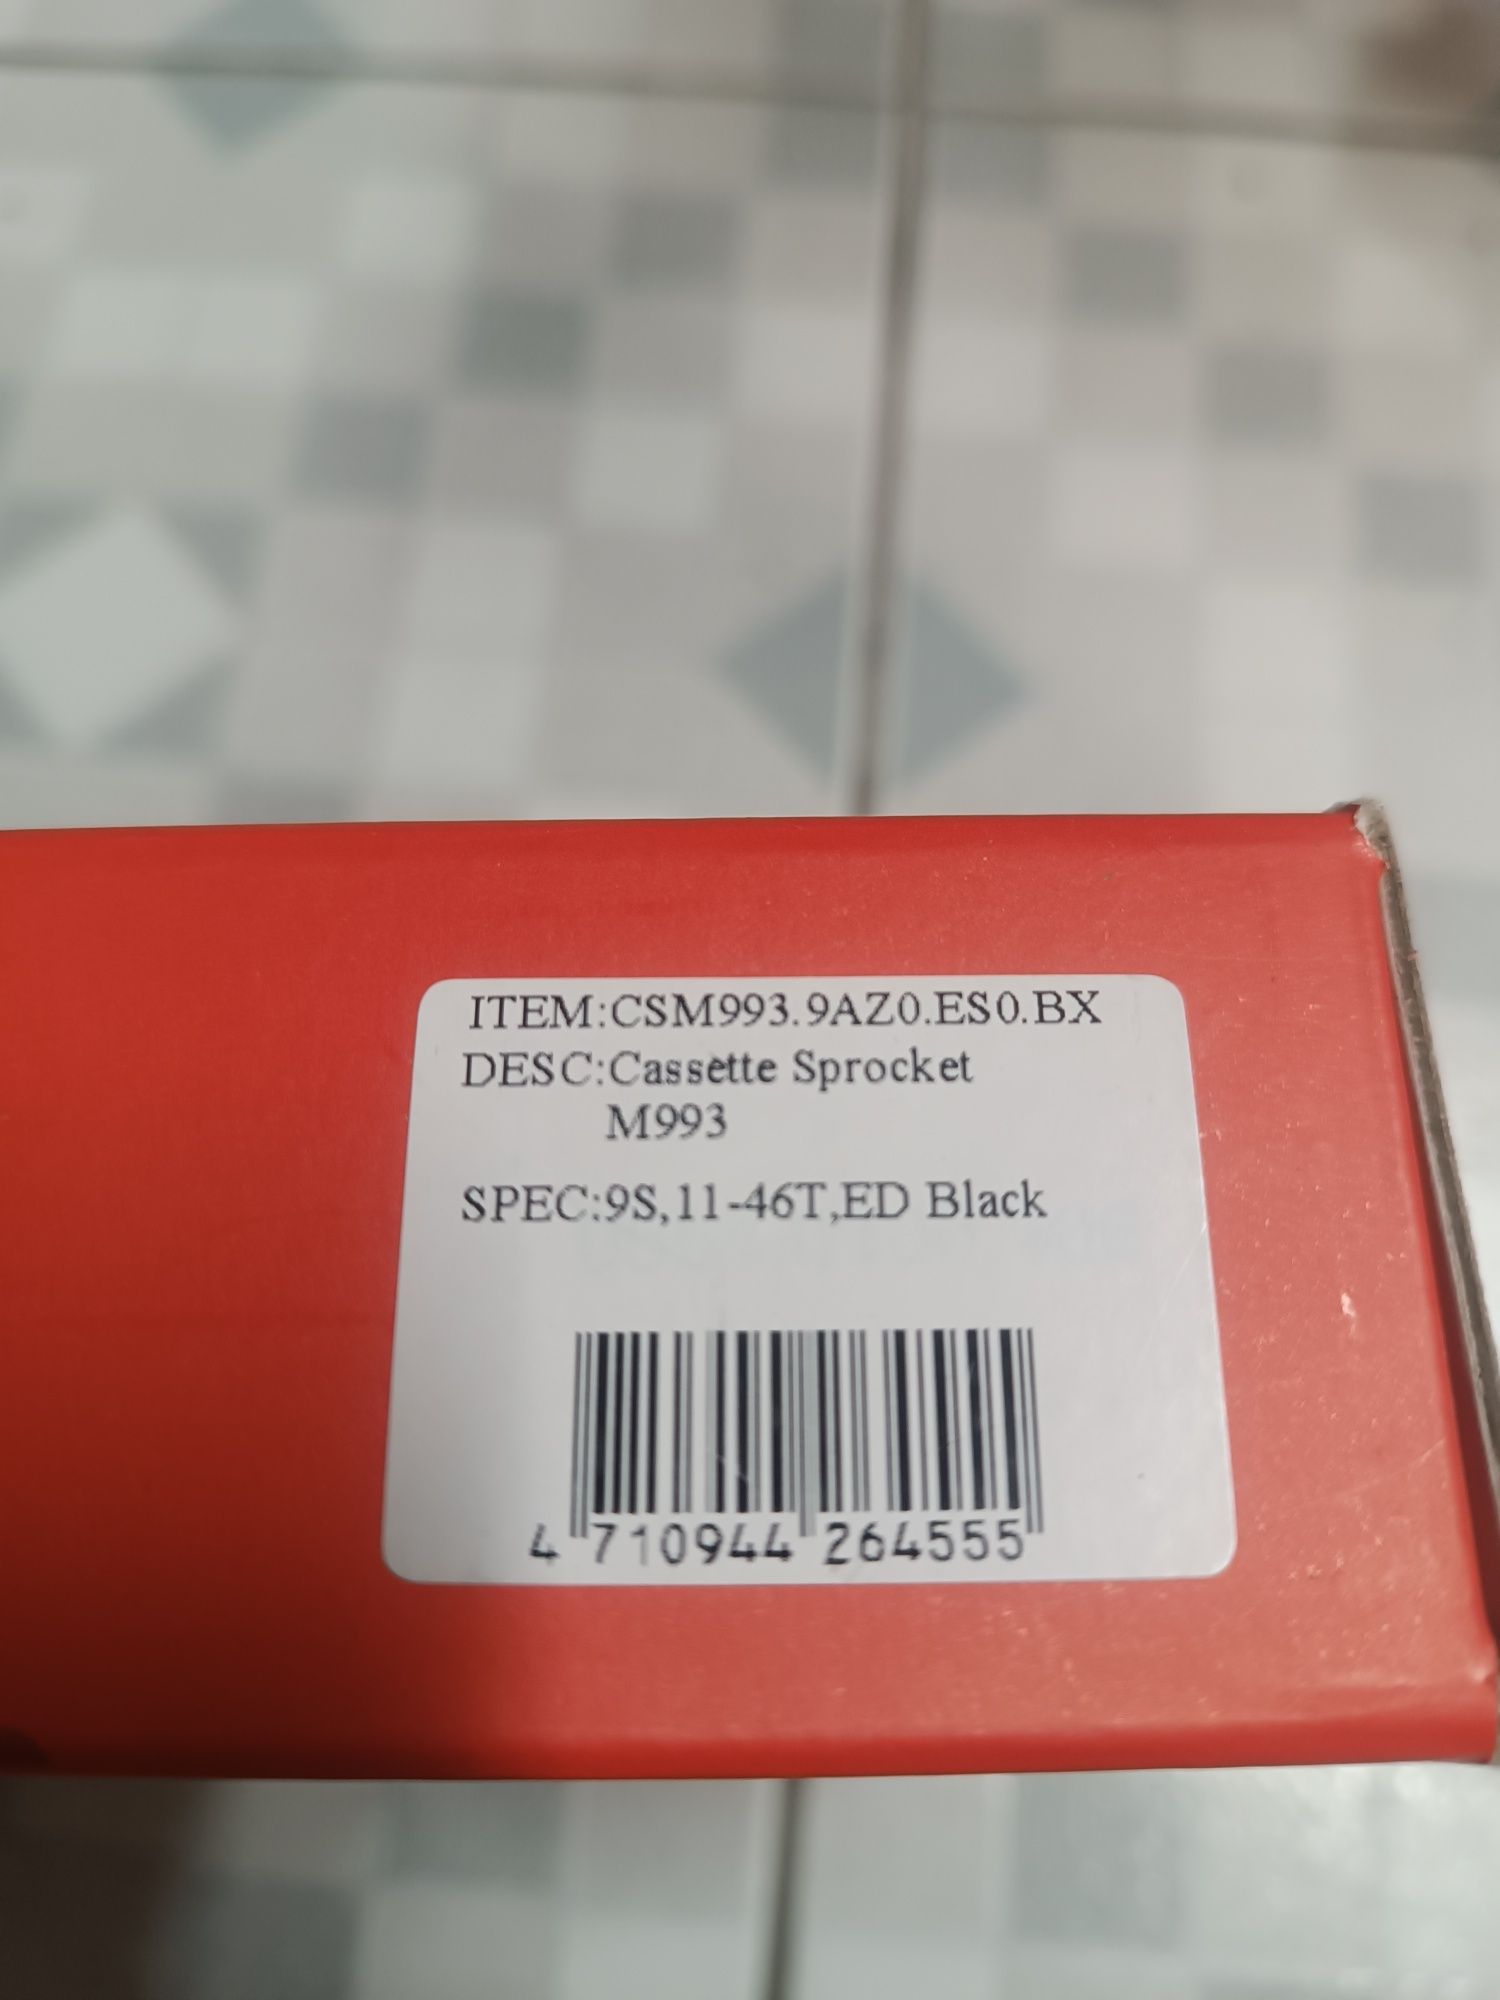 ITEM:CSM993.9AZ0.ES0.BX
DESC:Cassette Sprocket
M993
SPEC:9S,11-46T,ED Black
4 710944 264555